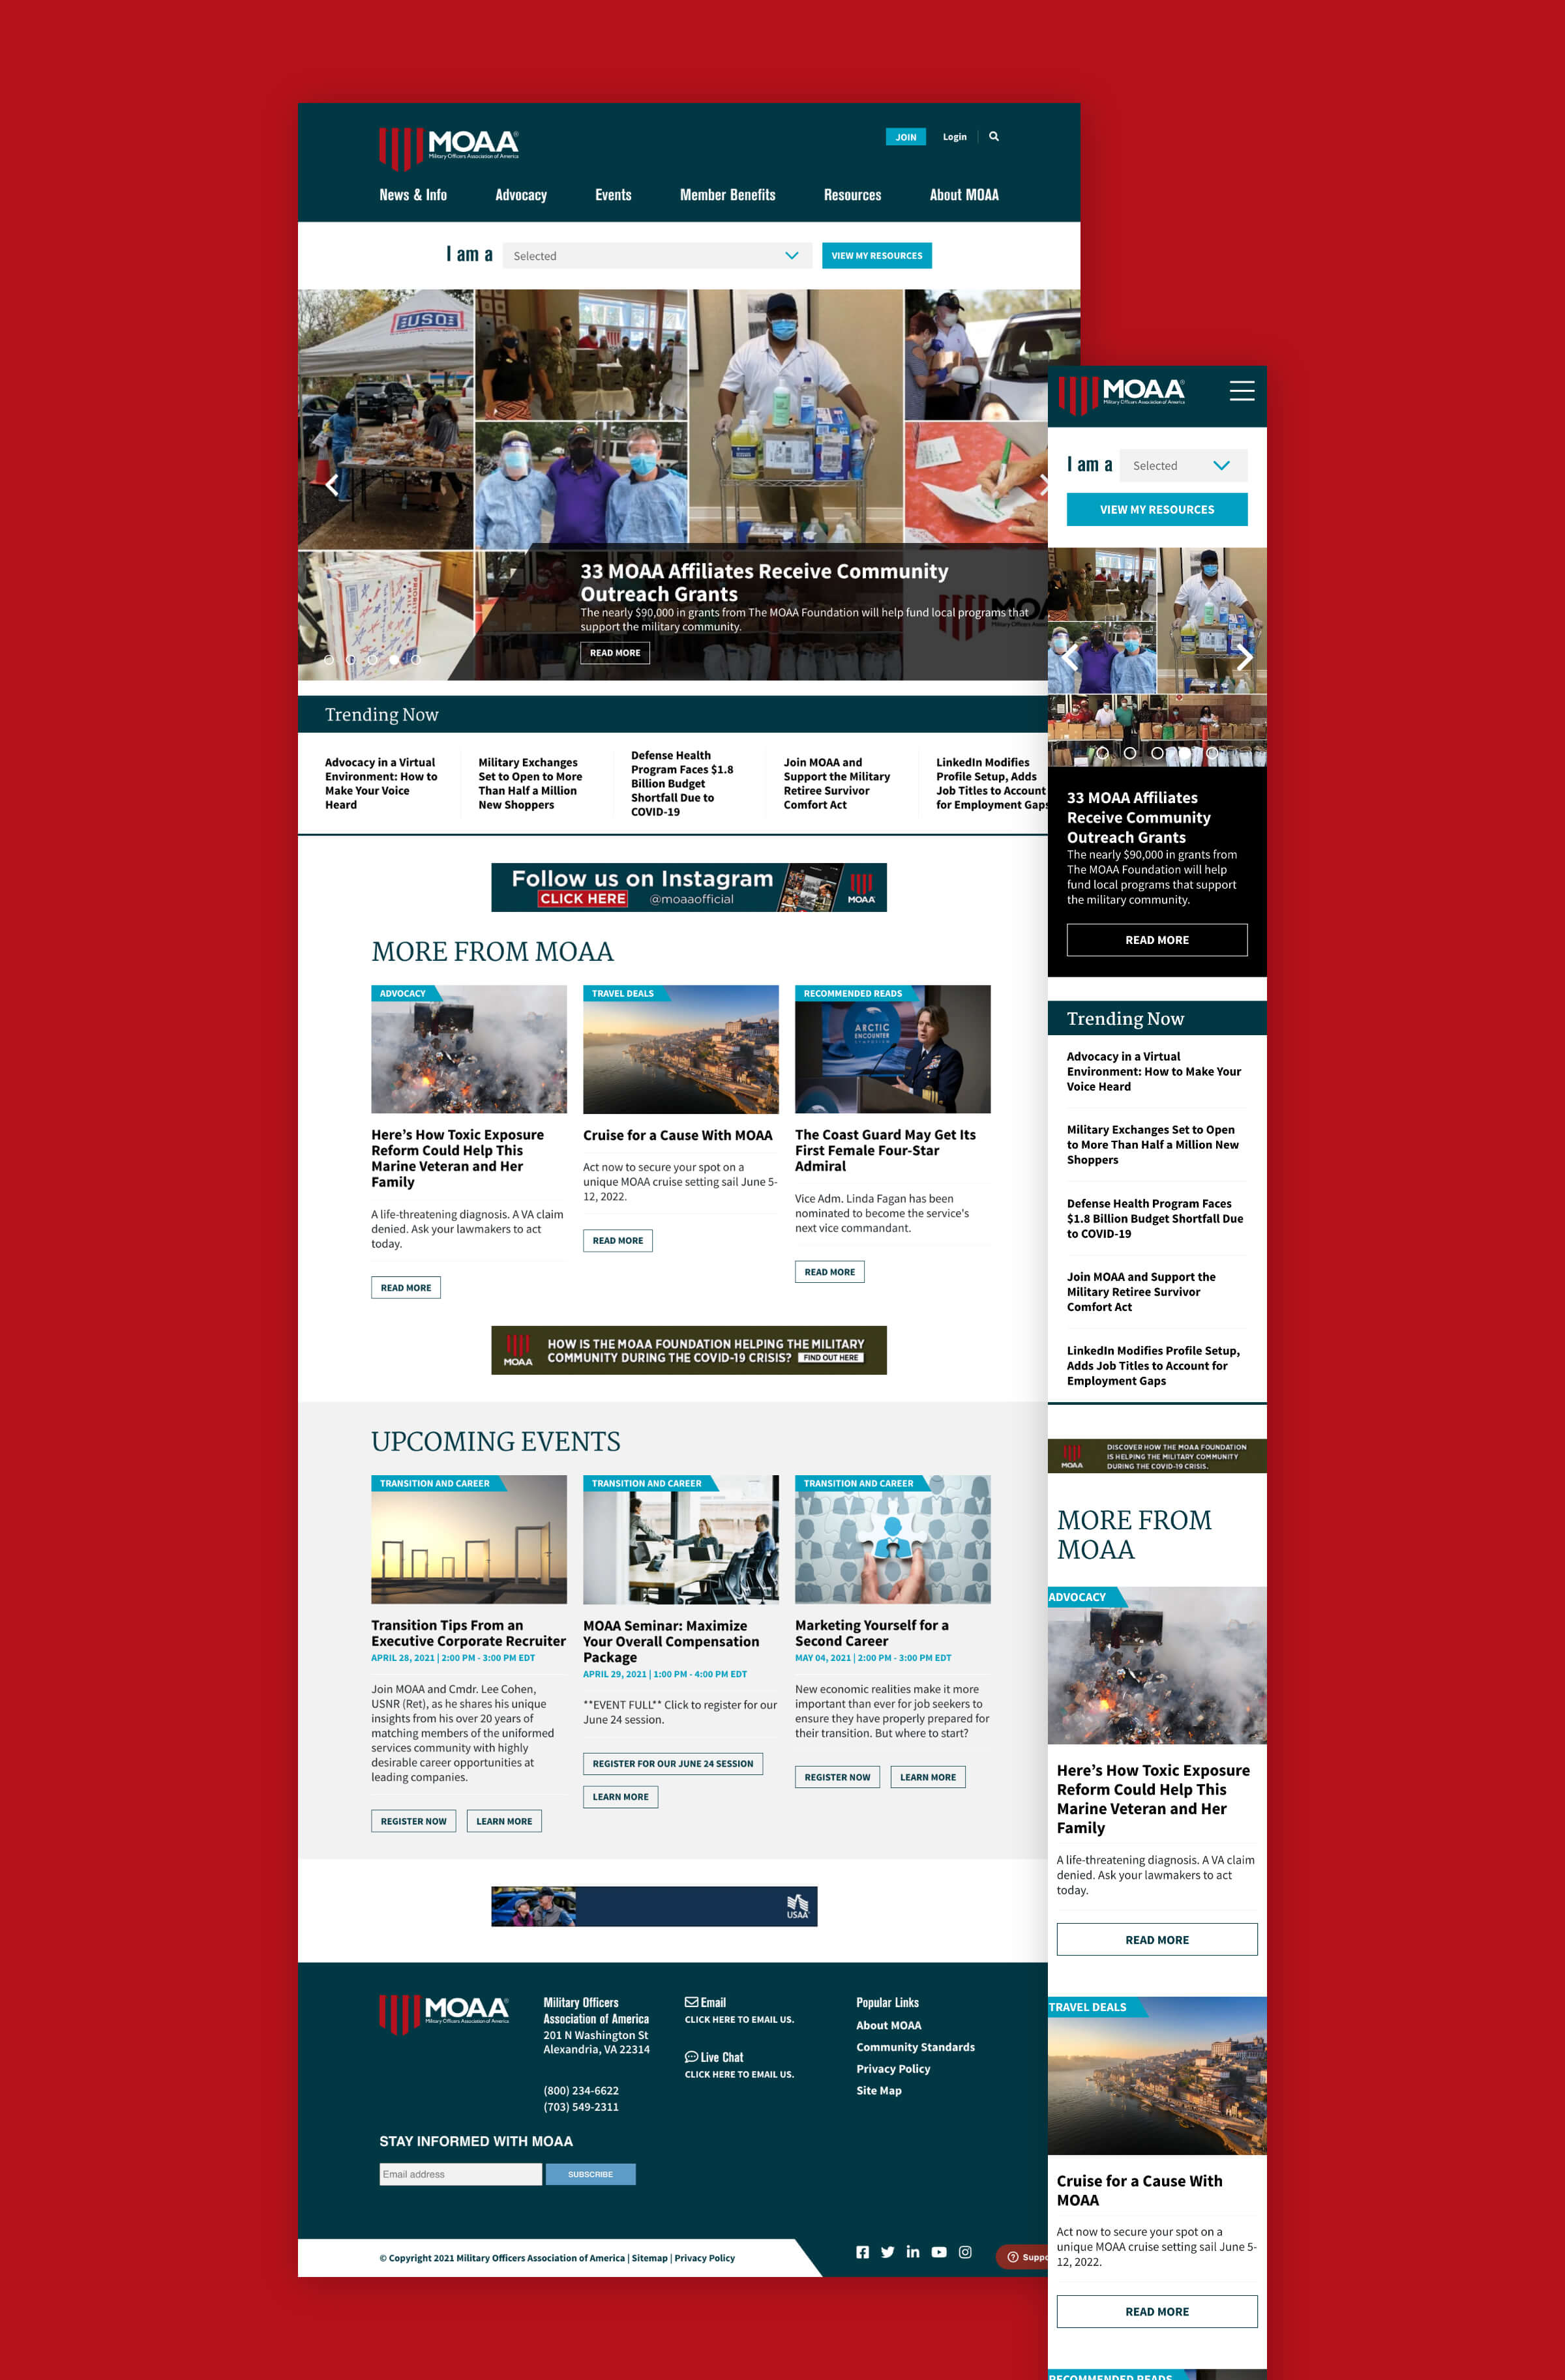 MOAA®
Military Officers Association of America
JOIN
Login
News & Info
Advocacy
Events
Member Benefits
Resources
About MOAA
I am a
Selected
VIEW MY RESOURCES
USO
33 MOAA Affiliates Receive Community
Outreach Grants
The nearly $90,000 in grants from The MOAA Foundation will help fund local programs that
support the military community.
READ MORE
Trending Now
Advocacy in a Virtual
Environment: How to
Make Your Voice
Heard
Military Exchanges
Set to Open to More
Than Half a Million
New Shoppers
Defense Health
Program Faces $1.8
Billion Budget
Shortfall Due to
COVID-19
Join MOAA and
Support the Military
Retiree Survivor
Comfort Act
LinkedIn Modifies
Profile Setup, Adds
Job Titles to Account
for Employment Gaps
Follow us on Instagram
CLICK HERE
@moaaofficial
MOAA
MORE FROM MOAA
ADVOCACY
Here's How Toxic Exposure
Reform Could Help This
Marine Veteran and Her
Family
A life-threatening diagnosis. A VA claim
denied. Ask your lawmakers to act
today.
READ MORE
TRAVEL DEALS
Cruise for a Cause With MOAA
Act now to secure your spot on a
unique MOAA cruise setting sail June 5-
12, 2022.
READ MORE
RECOMMENDED READS
ARCTIC
ENCOUNTER
SYMPOSIUM
The Coast Guard May Get Its
First Female Four-Star
Admiral
Vice Adm. Linda Fagan has been
nominated to become the service's
next vice commandant.
READ MORE
MOAA
HOW IS THE MOAA FOUNDATION HELPING THE MILITARY
COMMUNITY DURING THE COVID-19 CRISIS? FIND OUT HERE
UPCOMING EVENTS
TRANSITION AND CAREER
Transition Tips From an
Executive Corporate Recruiter
APRIL 28, 2021 | 2:00 PM - 3:00 PM EDT
Join MOAA and Cmdr. Lee Cohen,
USNR (Ret), as he shares his unique
insights from his over 20 years of
matching members of the uniformed
services community with highly
desirable career opportunities at
leading companies.
REGISTER NOW
LEARN MORE
TRANSITION AND CAREER
MOAA Seminar: Maximize
Your Overall Compensation
Package
APRIL 29, 2021 | 1:00 PM - 4:00 PM EDT
**EVENT FULL** Click to register for our
June 24 session.
REGISTER FOR OUR JUNE 24 SESSION
LEARN MORE
TRANSITION AND CAREER
Marketing Yourself for a
Second Career
MAY 04, 2021 | 2:00 PM - 3:00 PM EDT
New economic realities make it more
important than ever for job seekers to
ensure they have properly prepared for
their transition. But where to start?
REGISTER NOW
LEARN MORE
USAA
MOAA®
Military Officers Association of America
Military Officers
Association of America
201 N Washington St
Alexandria, VA 22314
(800) 234-6622
(703) 549-2311
Email
CLICK HERE TO EMAIL US.
Live Chat
CLICK HERE TO EMAIL US.
Popular Links
About MOAA
Community Standards
Privacy Policy
Site Map
STAY INFORMED WITH MOAA
Email address
SUBSCRIBE
© Copyright 2021 Military Officers Association of America | Sitemap | Privacy Policy
Suppo
MOAA®
Military Officers Association of America
I am a
Selected
VIEW MY RESOURCES
33 MOAA Affiliates
Receive Community
Outreach Grants
The nearly $90,000 in grants from
The MOAA Foundation will help
fund local programs that support
the military community.
READ MORE
Trending Now
Advocacy in a Virtual
Environment: How to Make Your
Voice Heard
Military Exchanges Set to Open
to More Than Half a Million New
Shoppers
Defense Health Program Faces
$1.8 Billion Budget Shortfall Due
to COVID-19
Join MOAA and Support the
Military Retiree Survivor
Comfort Act
LinkedIn Modifies Profile Setup,
Adds Job Titles to Account for
Employment Gaps
MOAA
DISCOVER HOW THE MOAA FOUNDATION
IS HELPING THE MILITARY COMMUNITY
DURING THE COVID-19 CRISIS.
MORE FROM
MOAA
ADVOCACY
Here's How Toxic Exposure
Reform Could Help This
Marine Veteran and Her
Family
A life-threatening diagnosis. A VA claim
denied. Ask your lawmakers to act
today.
READ MORE
TRAVEL DEALS
Cruise for a Cause With
MOAA
Act now to secure your spot on a
unique MOAA cruise setting sail June 5-
12, 2022.
READ MORE
RECOMMENDED READS